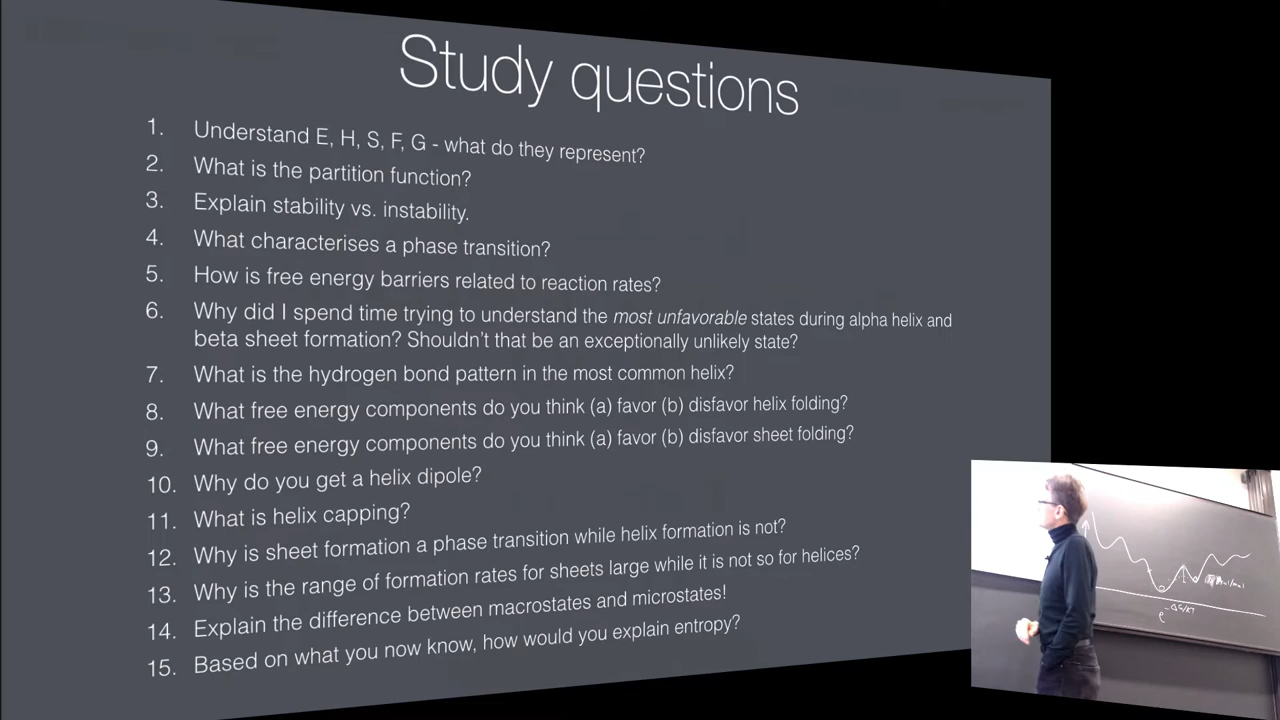 Study questions
1. Understand E, H, S, F, G - what do they represent?
2. What is the partition function?
3. Explain stability vs. instability.
4. What characterises a phase transition?
5. How is free energy barriers related to reaction rates?
6. Why did I spend time trying to understand the most unfavorable states during alpha helix and
beta sheet formation? Shouldn't that be an exceptionally unlikely state?
7. What is the hydrogen bond pattern in the most common helix?
8. What free energy components do you think (a) favor (b) disfavor helix folding?
9. What free energy components do you think (a) favor (b) disfavor sheet folding?
10. Why do you get a helix dipole?
11. What is helix capping?
12. Why is sheet formation a phase transition while helix formation is not?
13. Why is the range of formation rates for sheets large while it is not so for helices?
14. Explain the difference between macrostates and microstates!
15. Based on what you now know, how would you explain entropy?
e^-ΔG/kT